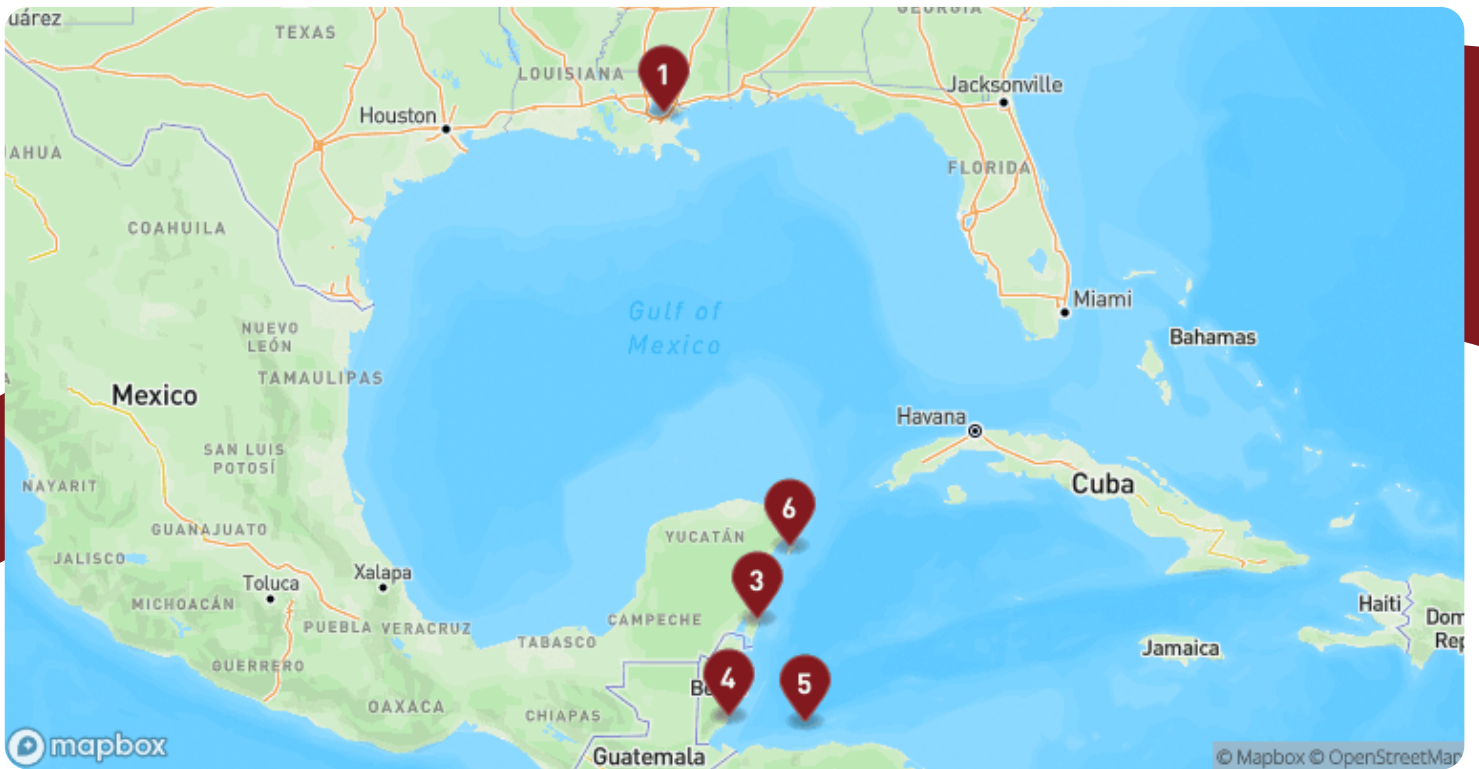 uárez
TEXAS
GEORGIA
LOUISIANA
1
Jacksonville
Houston
AHUA
FLORIDA
COAHUILA
Gulf of
Mexico
Miami
NUEVO
LEÓN
Bahamas
TAMAULIPAS
Mexico
Havana
SAN LUIS
POTOSÍ
NAYARIT
Cuba
6
GUANAJUATO
YUCATÁN
JALISCO
Toluca
Xalapa
3
MICHOACÁN
Haiti
PUEBLA
VERACRUZ
CAMPECHE
Dom
Rep
TABASCO
Jamaica
GUERRERO
4
5
Be
OAXACA
CHIAPAS
mapbox
Guatemala
© Mapbox © OpenStreetMap